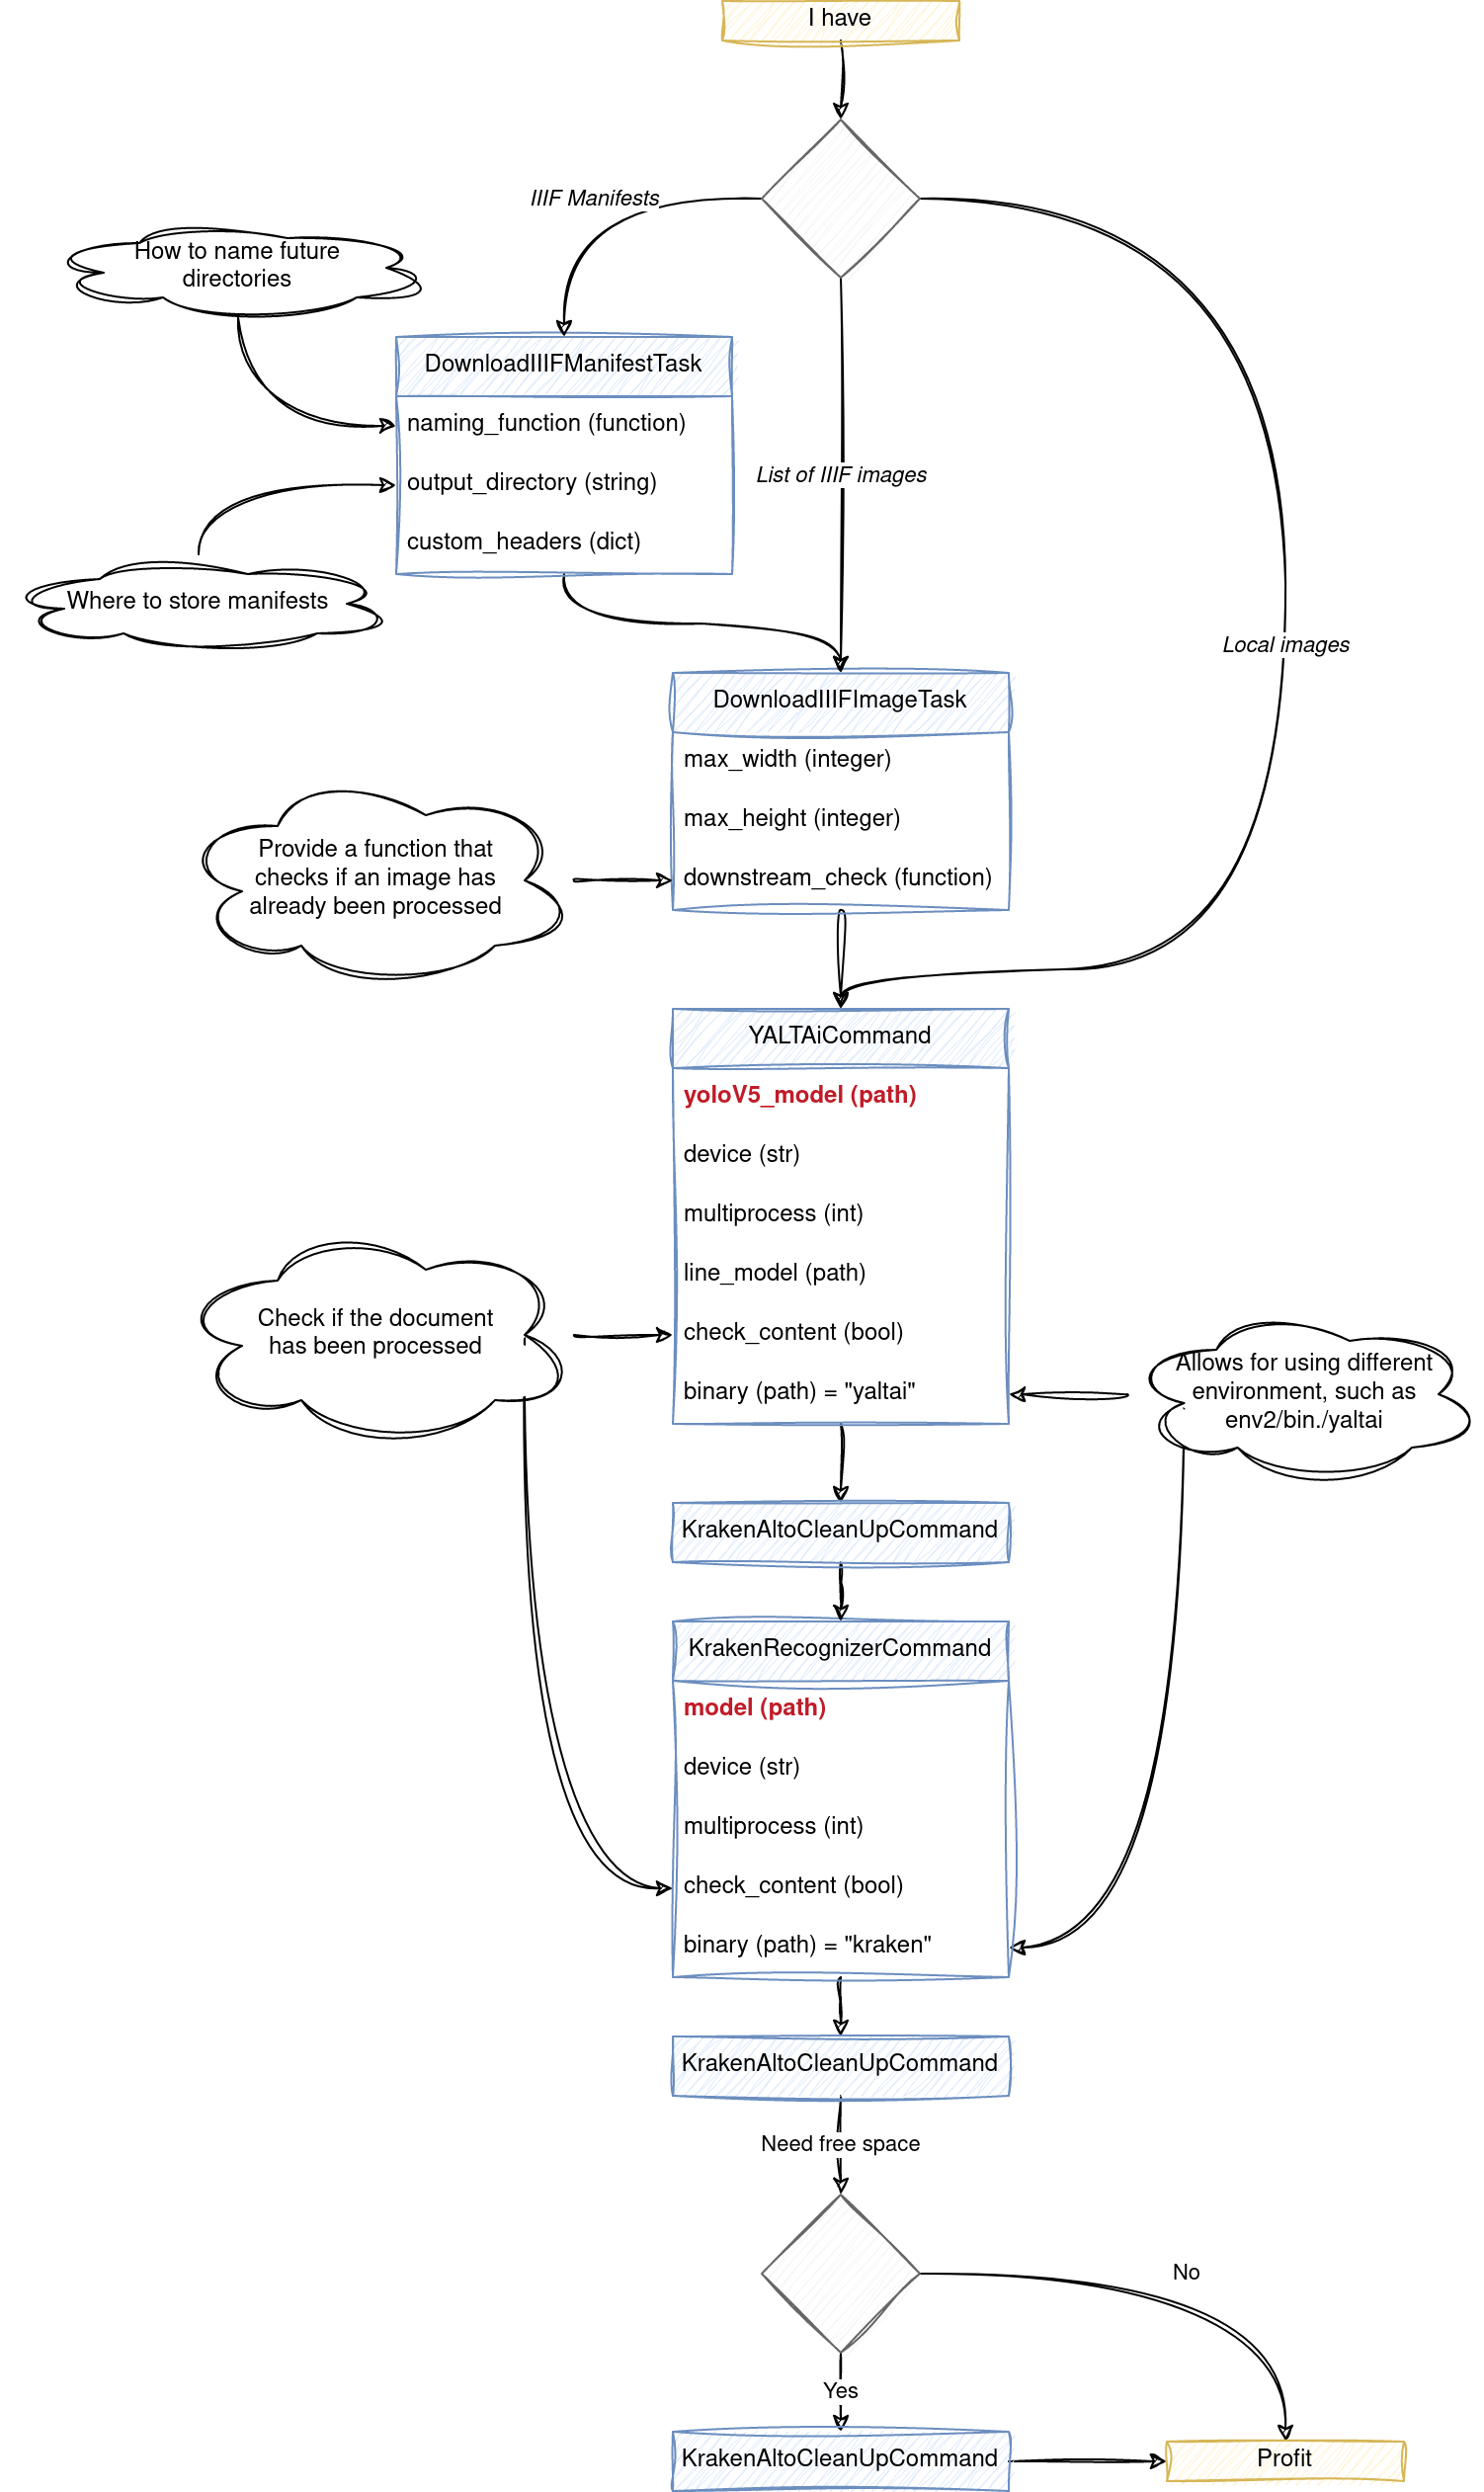 I have
IIIF Manifests
How to name future
directories
DownloadIIIFManifestTask
naming_function (function)
output_directory (string)
custom_headers (dict)
List of IIIF images
Where to store manifests
Local images
DownloadIIIFImageTask
max_width (integer)
max_height (integer)
downstream_check (function)
Provide a function that
checks if an image has
already been processed
YALTAiCommand
yoloV5_model (path)
device (str)
multiprocess (int)
line_model (path)
check_content (bool)
binary (path) = "yaltai"
Check if the document
has been processed
Allows for using different
environment, such as
env2/bin./yaltai
KrakenAltoCleanUpCommand
KrakenRecognizerCommand
model (path)
device (str)
multiprocess (int)
check_content (bool)
binary (path) = "kraken"
KrakenAltoCleanUpCommand
Need free space
No
Yes
KrakenAltoCleanUpCommand
Profit